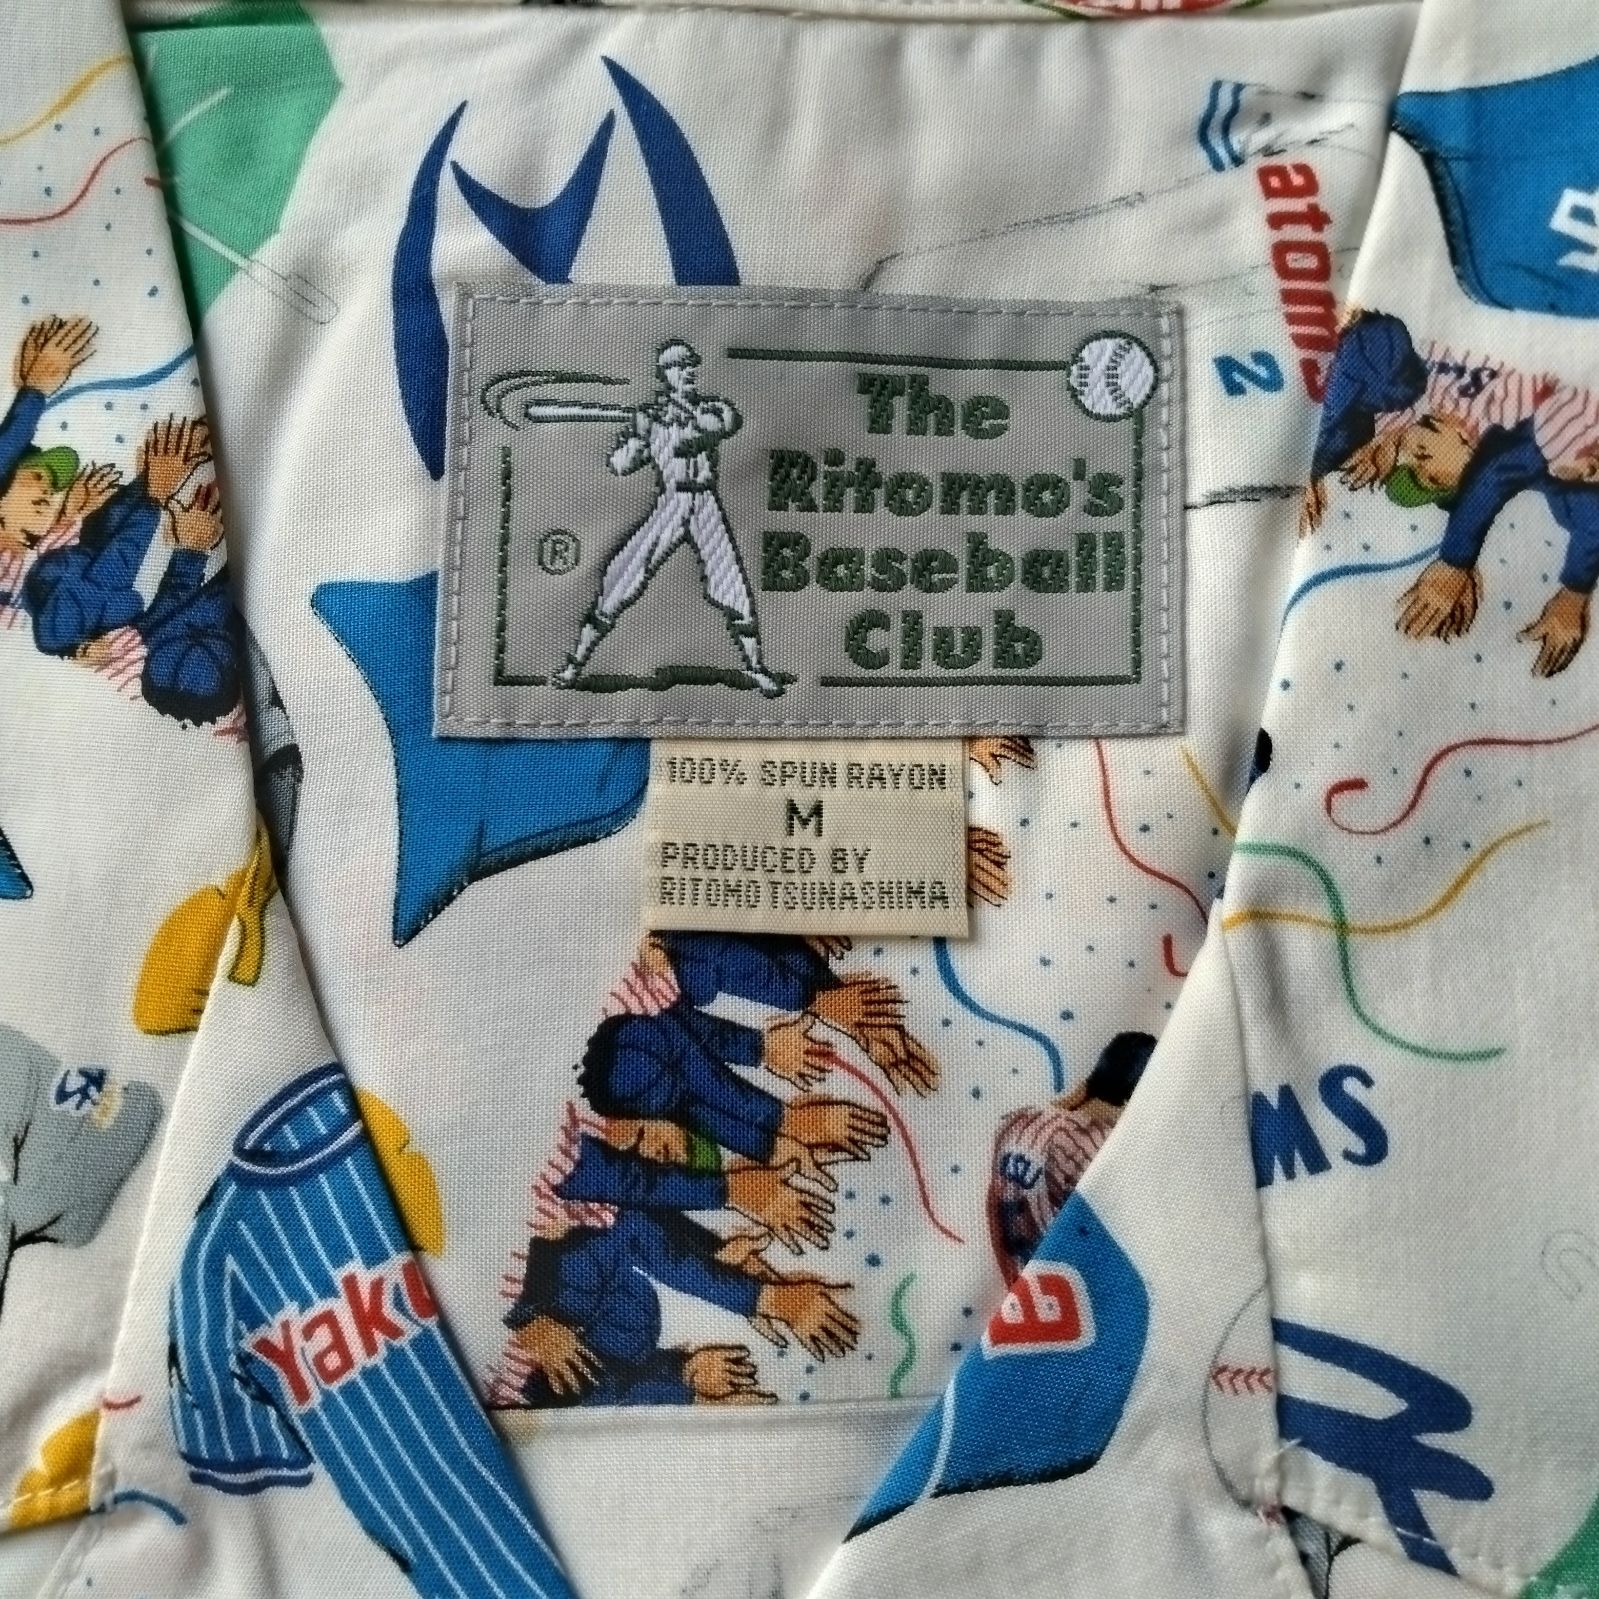 atoms
2
The
Ritomo's
Baseball
Club
®
100% SPUN RAYON
M
PRODUCED BY
RITOMO TSUNASHIMA
MS
Yaku
a